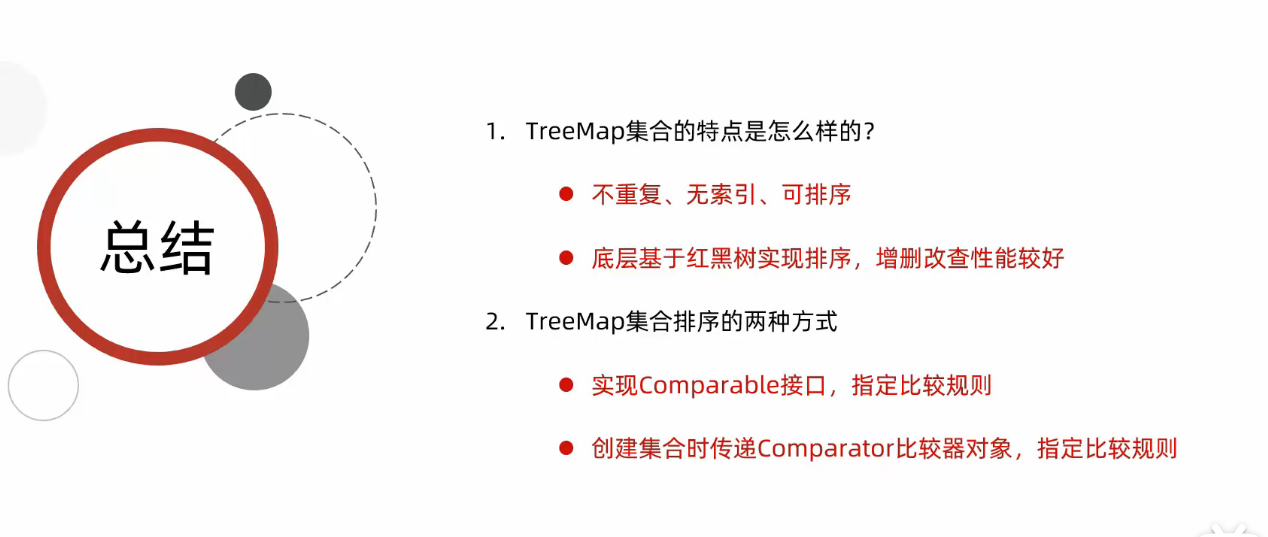 总结
1. TreeMap集合的特点是怎么样的？
不重复、无索引、可排序
底层基于红黑树实现排序，增删改查性能较好
2. TreeMap集合排序的两种方式
实现Comparable接口，指定比较规则
创建集合时传递Comparator比较器对象，指定比较规则